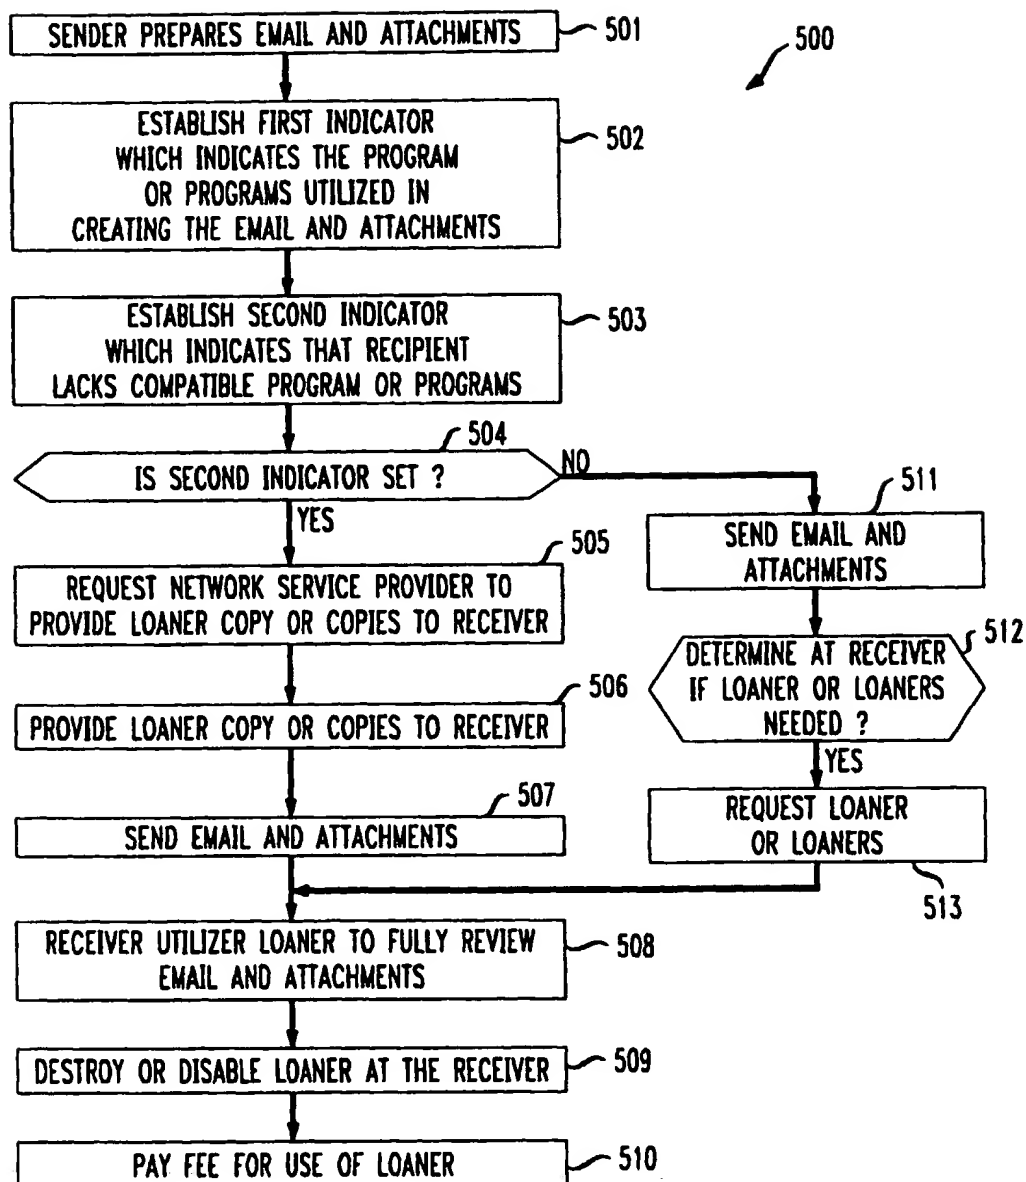 SENDER PREPARES EMAIL AND ATTACHMENTS
501
500
ESTABLISH FIRST INDICATOR
WHICH INDICATES THE PROGRAM
OR PROGRAMS UTILIZED IN
CREATING THE EMAIL AND ATTACHMENTS
502
ESTABLISH SECOND INDICATOR
WHICH INDICATES THAT RECIPIENT
LACKS COMPATIBLE PROGRAM OR PROGRAMS
503
504
IS SECOND INDICATOR SET ?
NO
YES
511
SEND EMAIL AND
ATTACHMENTS
505
REQUEST NETWORK SERVICE PROVIDER TO
PROVIDE LOANER COPY OR COPIES TO RECEIVER
512
DETERMINE AT RECEIVER
IF LOANER OR LOANERS
NEEDED ?
YES
506
PROVIDE LOANER COPY OR COPIES TO RECEIVER
507
SEND EMAIL AND ATTACHMENTS
REQUEST LOANER
OR LOANERS
513
RECEIVER UTILIZER LOANER TO FULLY REVIEW
EMAIL AND ATTACHMENTS
508
DESTROY OR DISABLE LOANER AT THE RECEIVER
509
PAY FEE FOR USE OF LOANER
510